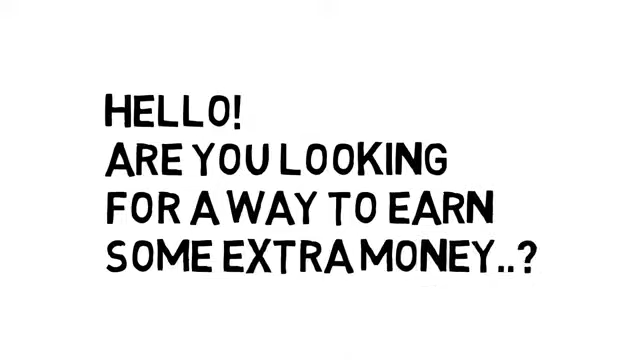 HELLO!
ARE YOU LOOKING
FOR A WAY TO EARN
SOME EXTRA MONEY..?